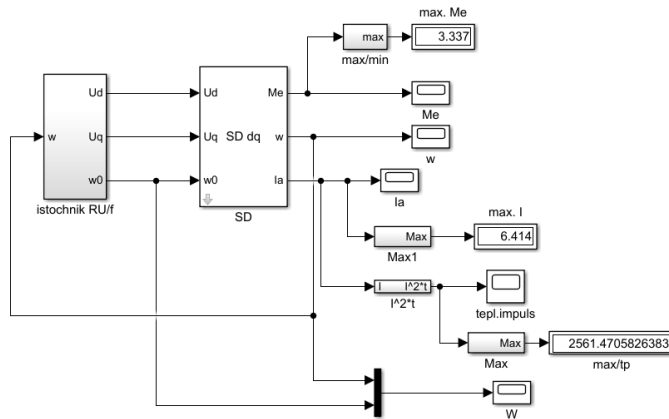 max. Me
max
3.337
max/min
Ud
Ud
Me
Me
w
Uq
Uq
SD dq
w
w
w0
w0
Ia
Ia
istochnik RU/f
SD
max. I
Max
6.414
Max1
I I^2*t
I^2*t
tepl.impuls
Max
2561.4705826383
Max
max/tp
W